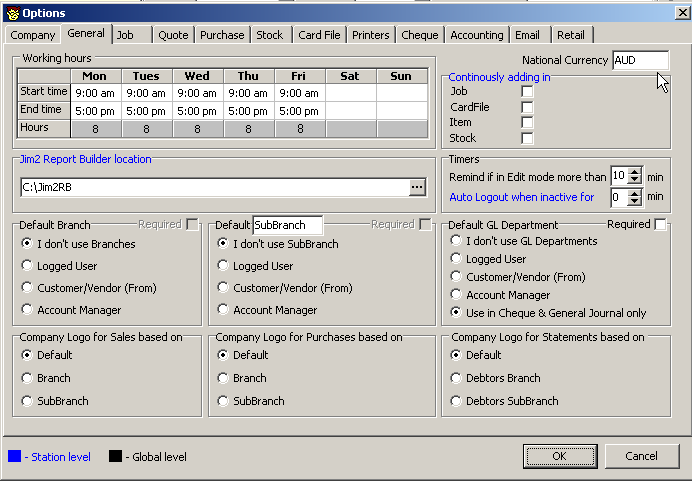 Options
Company General Job Quote Purchase Stock Card File Printers Cheque Accounting Email Retail
Working hours
Mon Tues Wed Thu Fri Sat Sun
Start time 9:00 am 9:00 am 9:00 am 9:00 am 9:00 am
End time 5:00 pm 5:00 pm 5:00 pm 5:00 pm 5:00 pm
Hours 8 8 8 8 8
National Currency AUD
Continously adding in
Job
CardFile
Item
Stock
Jim2 Report Builder location
C:\Jim2RB ...
Timers
Remind if in Edit mode more than 10 min
Auto Logout when inactive for 0 min
Default Branch Required
I don't use Branches
Logged User
Customer/Vendor (From)
Account Manager
Default SubBranch Required
I don't use SubBranch
Logged User
Customer/Vendor (From)
Account Manager
Default GL Department Required
I don't use GL Departments
Logged User
Customer/Vendor (From)
Account Manager
Use in Cheque & General Journal only
Company Logo for Sales based on
Default
Branch
SubBranch
Company Logo for Purchases based on
Default
Branch
SubBranch
Company Logo for Statements based on
Default
Debtors Branch
Debtors SubBranch
- Station level - Global level
OK Cancel